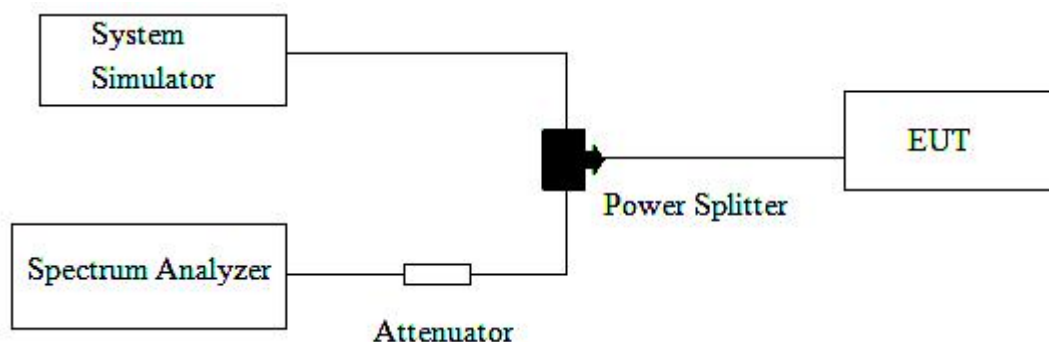 System
Simulator
EUT
Power Splitter
Spectrum Analyzer
Attenuator